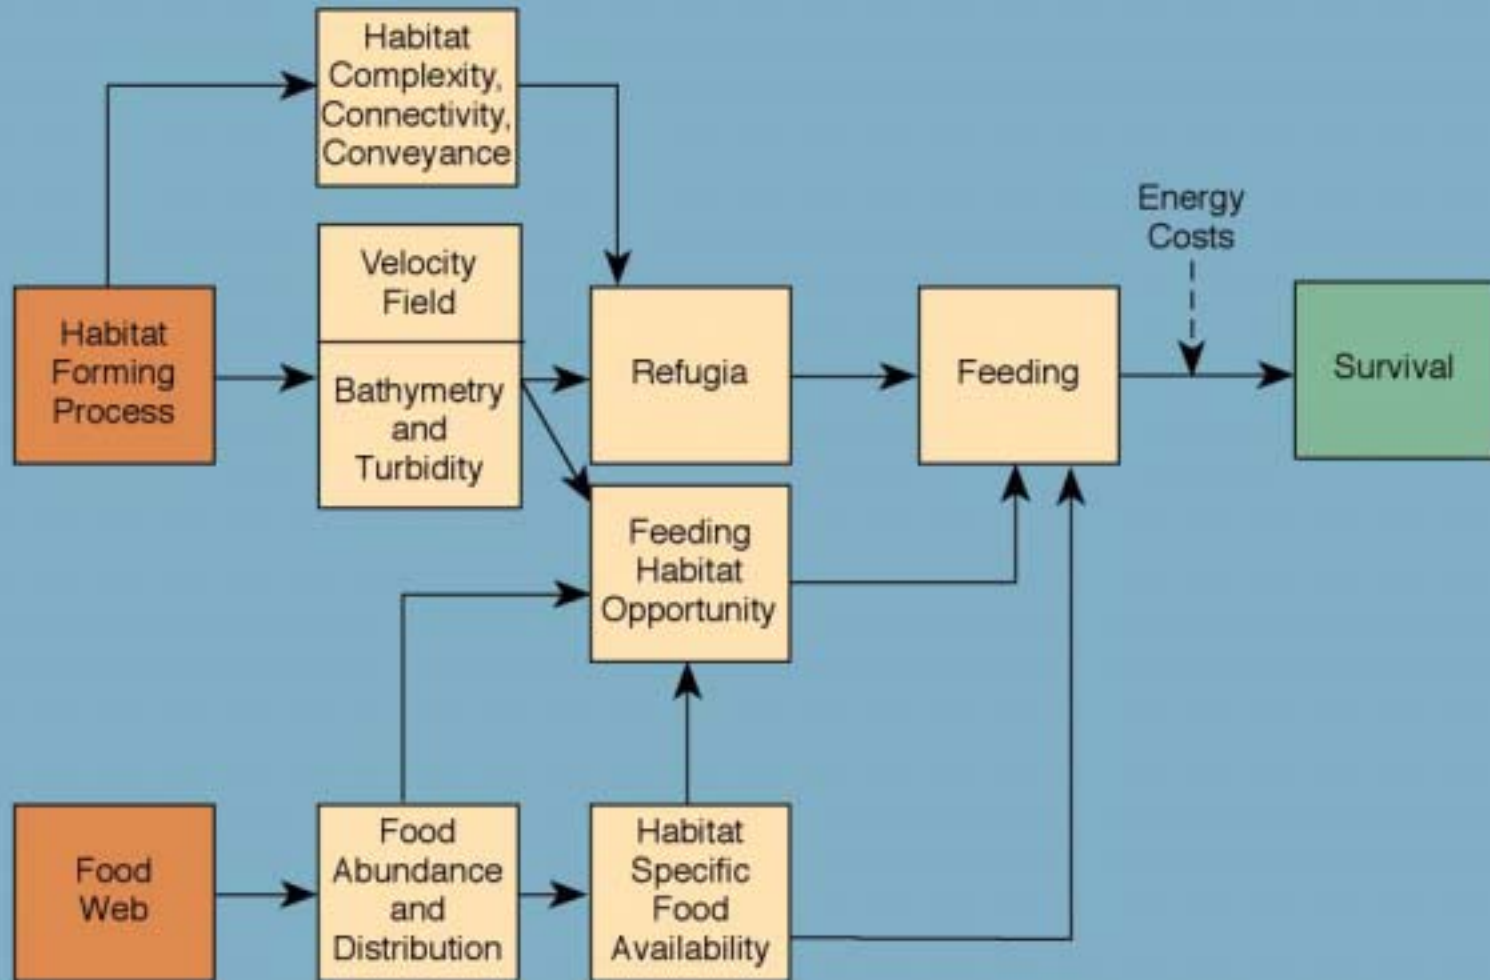 Habitat
Complexity,
Connectivity,
Conveyance
Velocity
Field
Energy
Costs
Habitat
Forming
Process
Bathymetry
and
Turbidity
Refugia
Feeding
Survival
Feeding
Habitat
Opportunity
Food
Web
Food
Abundance
and
Distribution
Habitat
Specific
Food
Availability